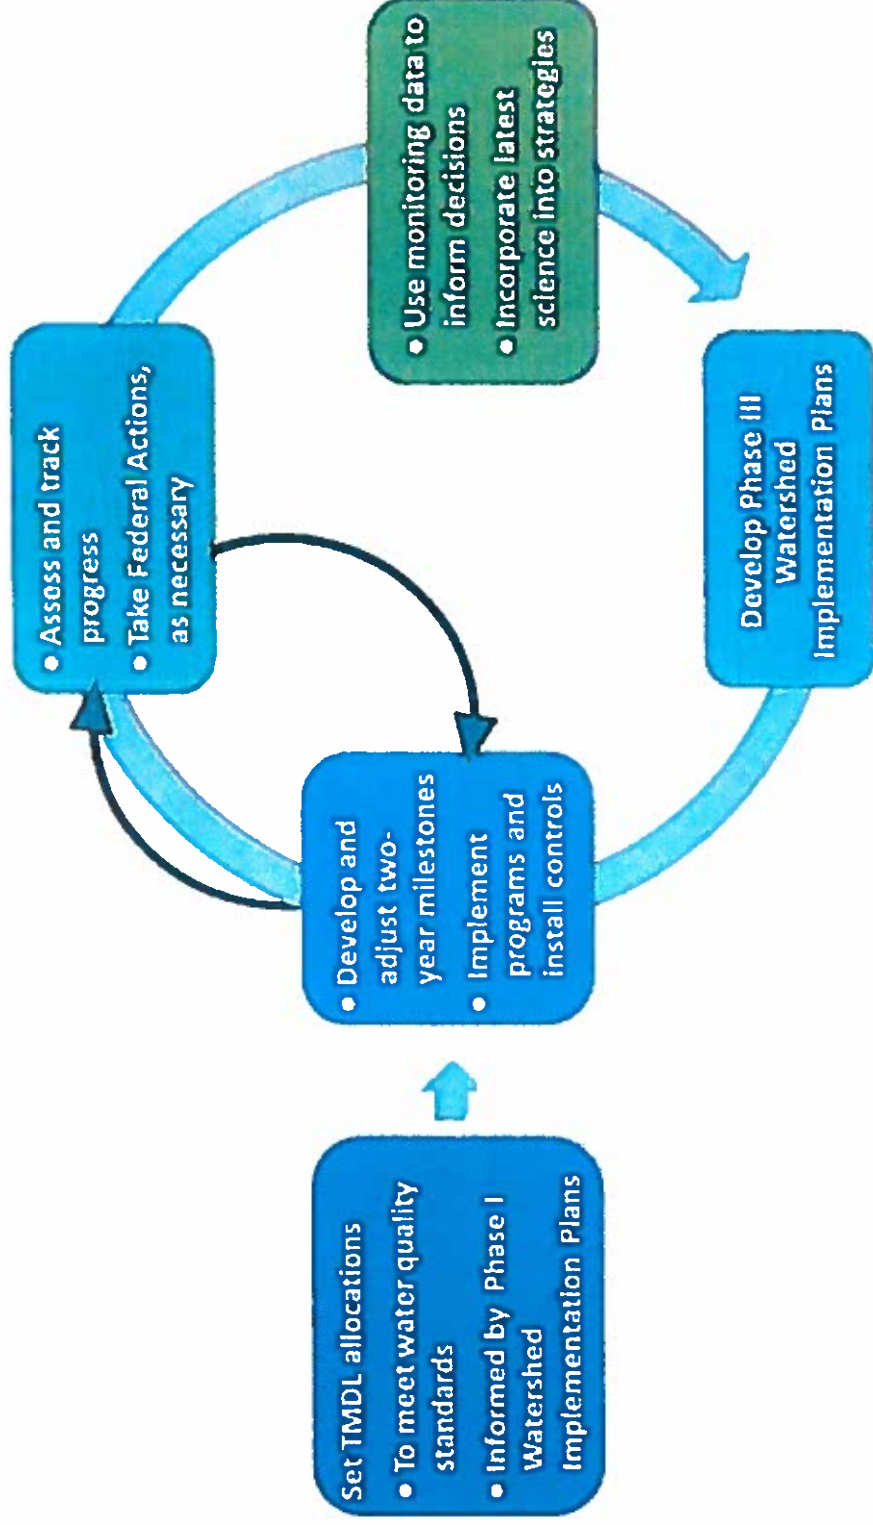 Set TMDL allocations
• To meet water quality
standards
• Informed by Phase I
Watershed
Implementation Plans
• Develop and
adjust two-
year milestones
• Implement
programs and
install controls
• Assess and track
progress
• Take Federal Actions,
as necessary
• Use monitoring data to
inform decisions
• Incorporate latest
science into strategies
Develop Phase III
Watershed
Implementation Plans